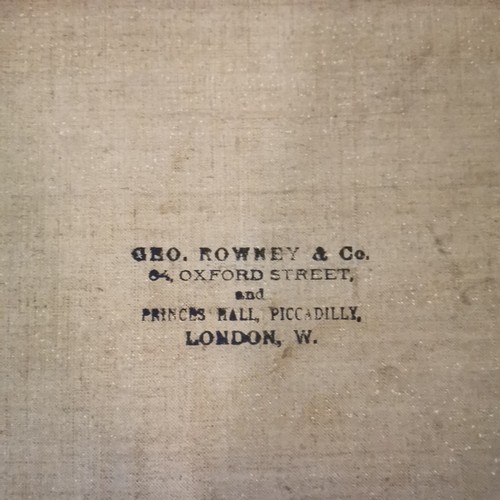 GEO. ROWNEY & Co.
64, OXFORD STREET,
and
PRINCES HALL, PICCADILLY,
LONDON, W.